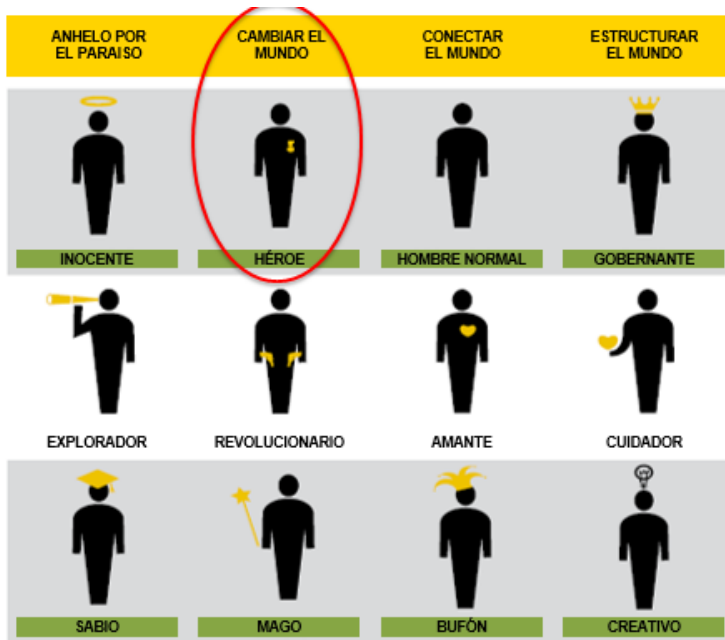 ANHELO POR
EL PARAISO
CAMBIAR EL
MUNDO
CONECTAR
EL MUNDO
ESTRUCTURAR
EL MUNDO
INOCENTE
HÉROE
HOMBRE NORMAL
GOBERNANTE
EXPLORADOR
REVOLUCIONARIO
AMANTE
CUIDADOR
SABIO
MAGO
BUFÓN
CREATIVO